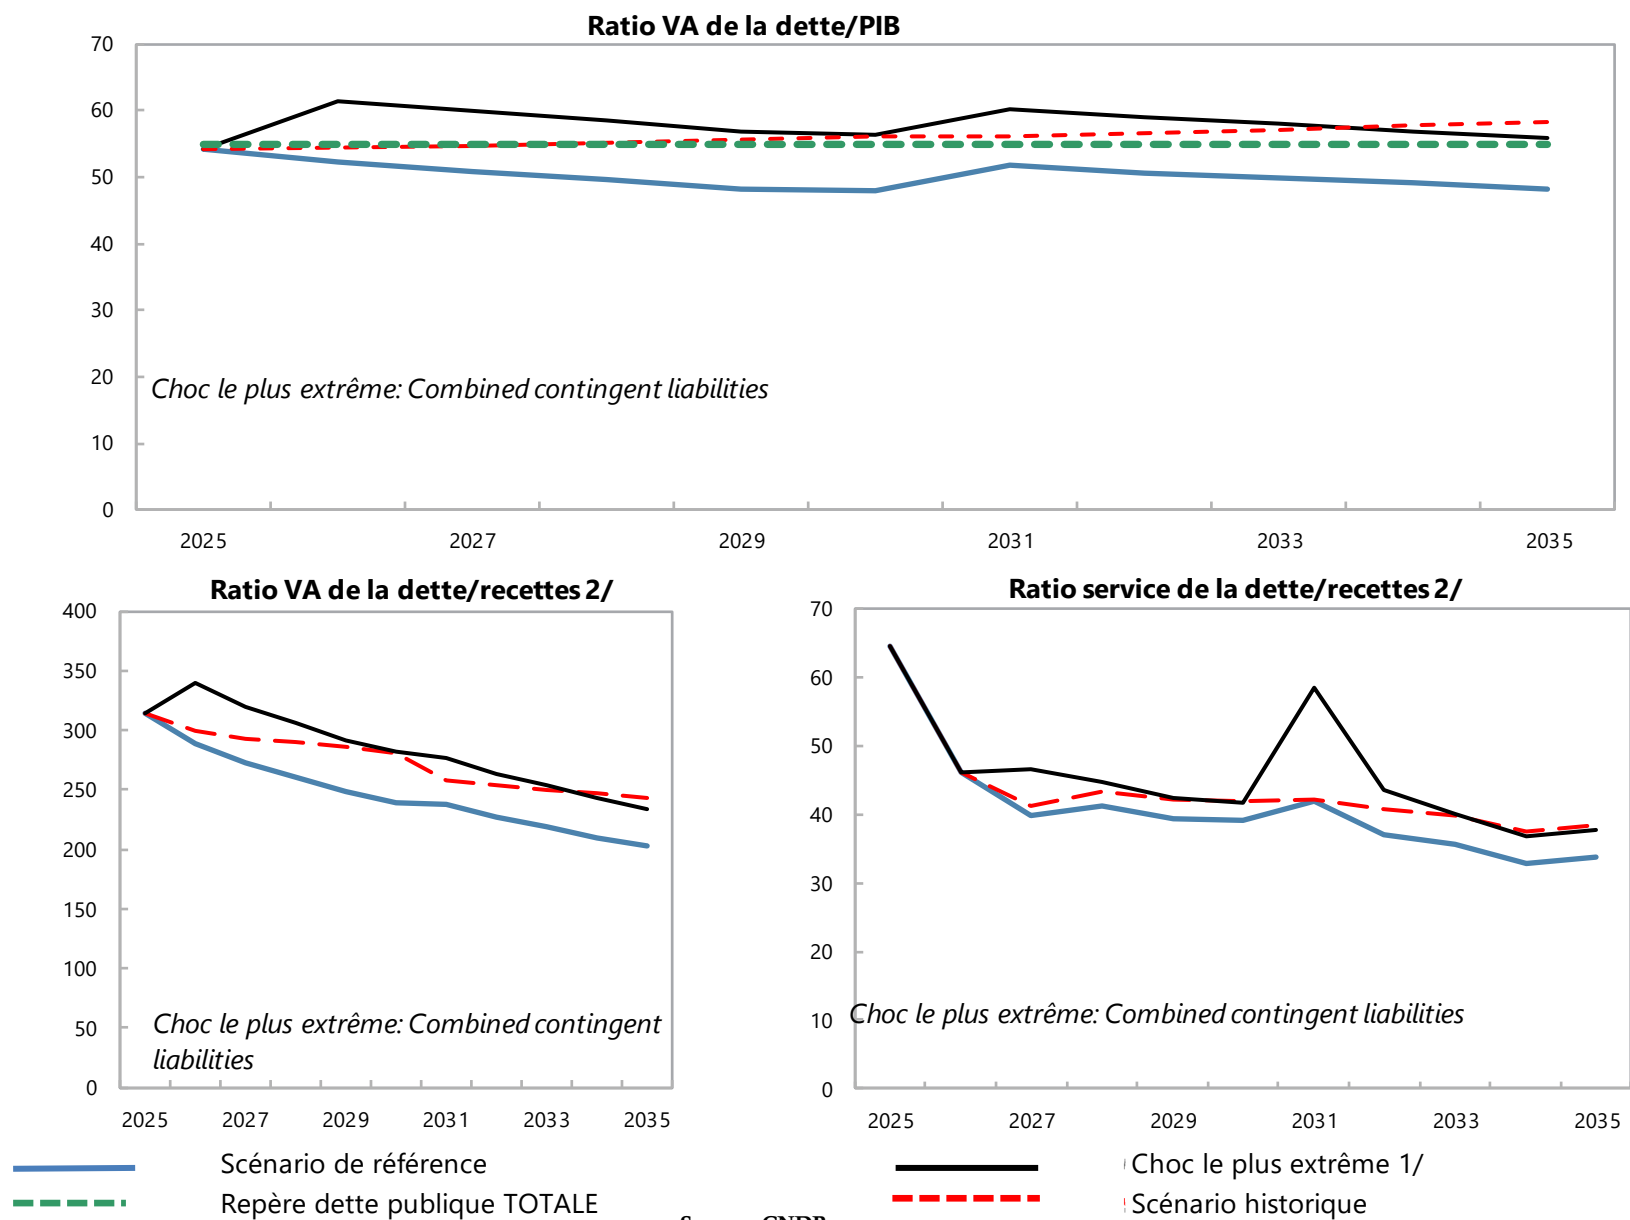 Ratio VA de la dette/PIB
70
60
50
40
30
20
10
0
Choc le plus extrême: Combined contingent liabilities
2025 2027 2029 2031 2033 2035
Ratio VA de la dette/recettes 2/
400
350
300
250
200
150
100
50
0
Choc le plus extrême: Combined contingent
liabilities
2025 2027 2029 2031 2033 2035
Ratio service de la dette/recettes 2/
70
60
50
40
30
20
10
0
Choc le plus extrême: Combined contingent liabilities
2025 2027 2029 2031 2033 2035
Scénario de référence
Choc le plus extrême 1/
Repère dette publique TOTALE
Scénario historique